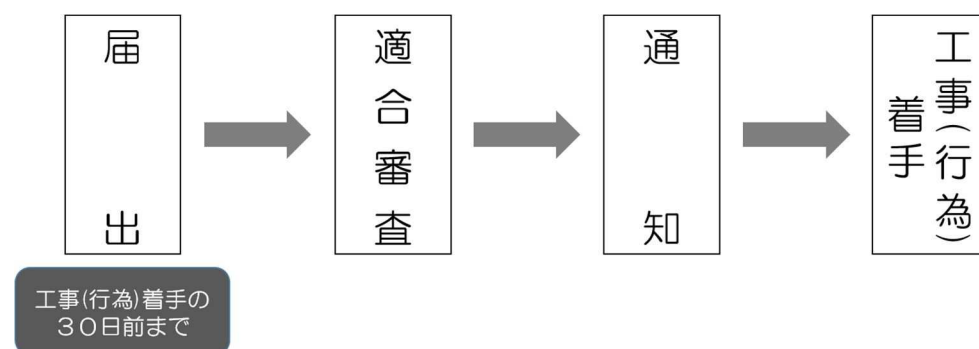 届出
適合審査
通知
工事(行為)
着手
工事(行為)着手の
３０日前まで